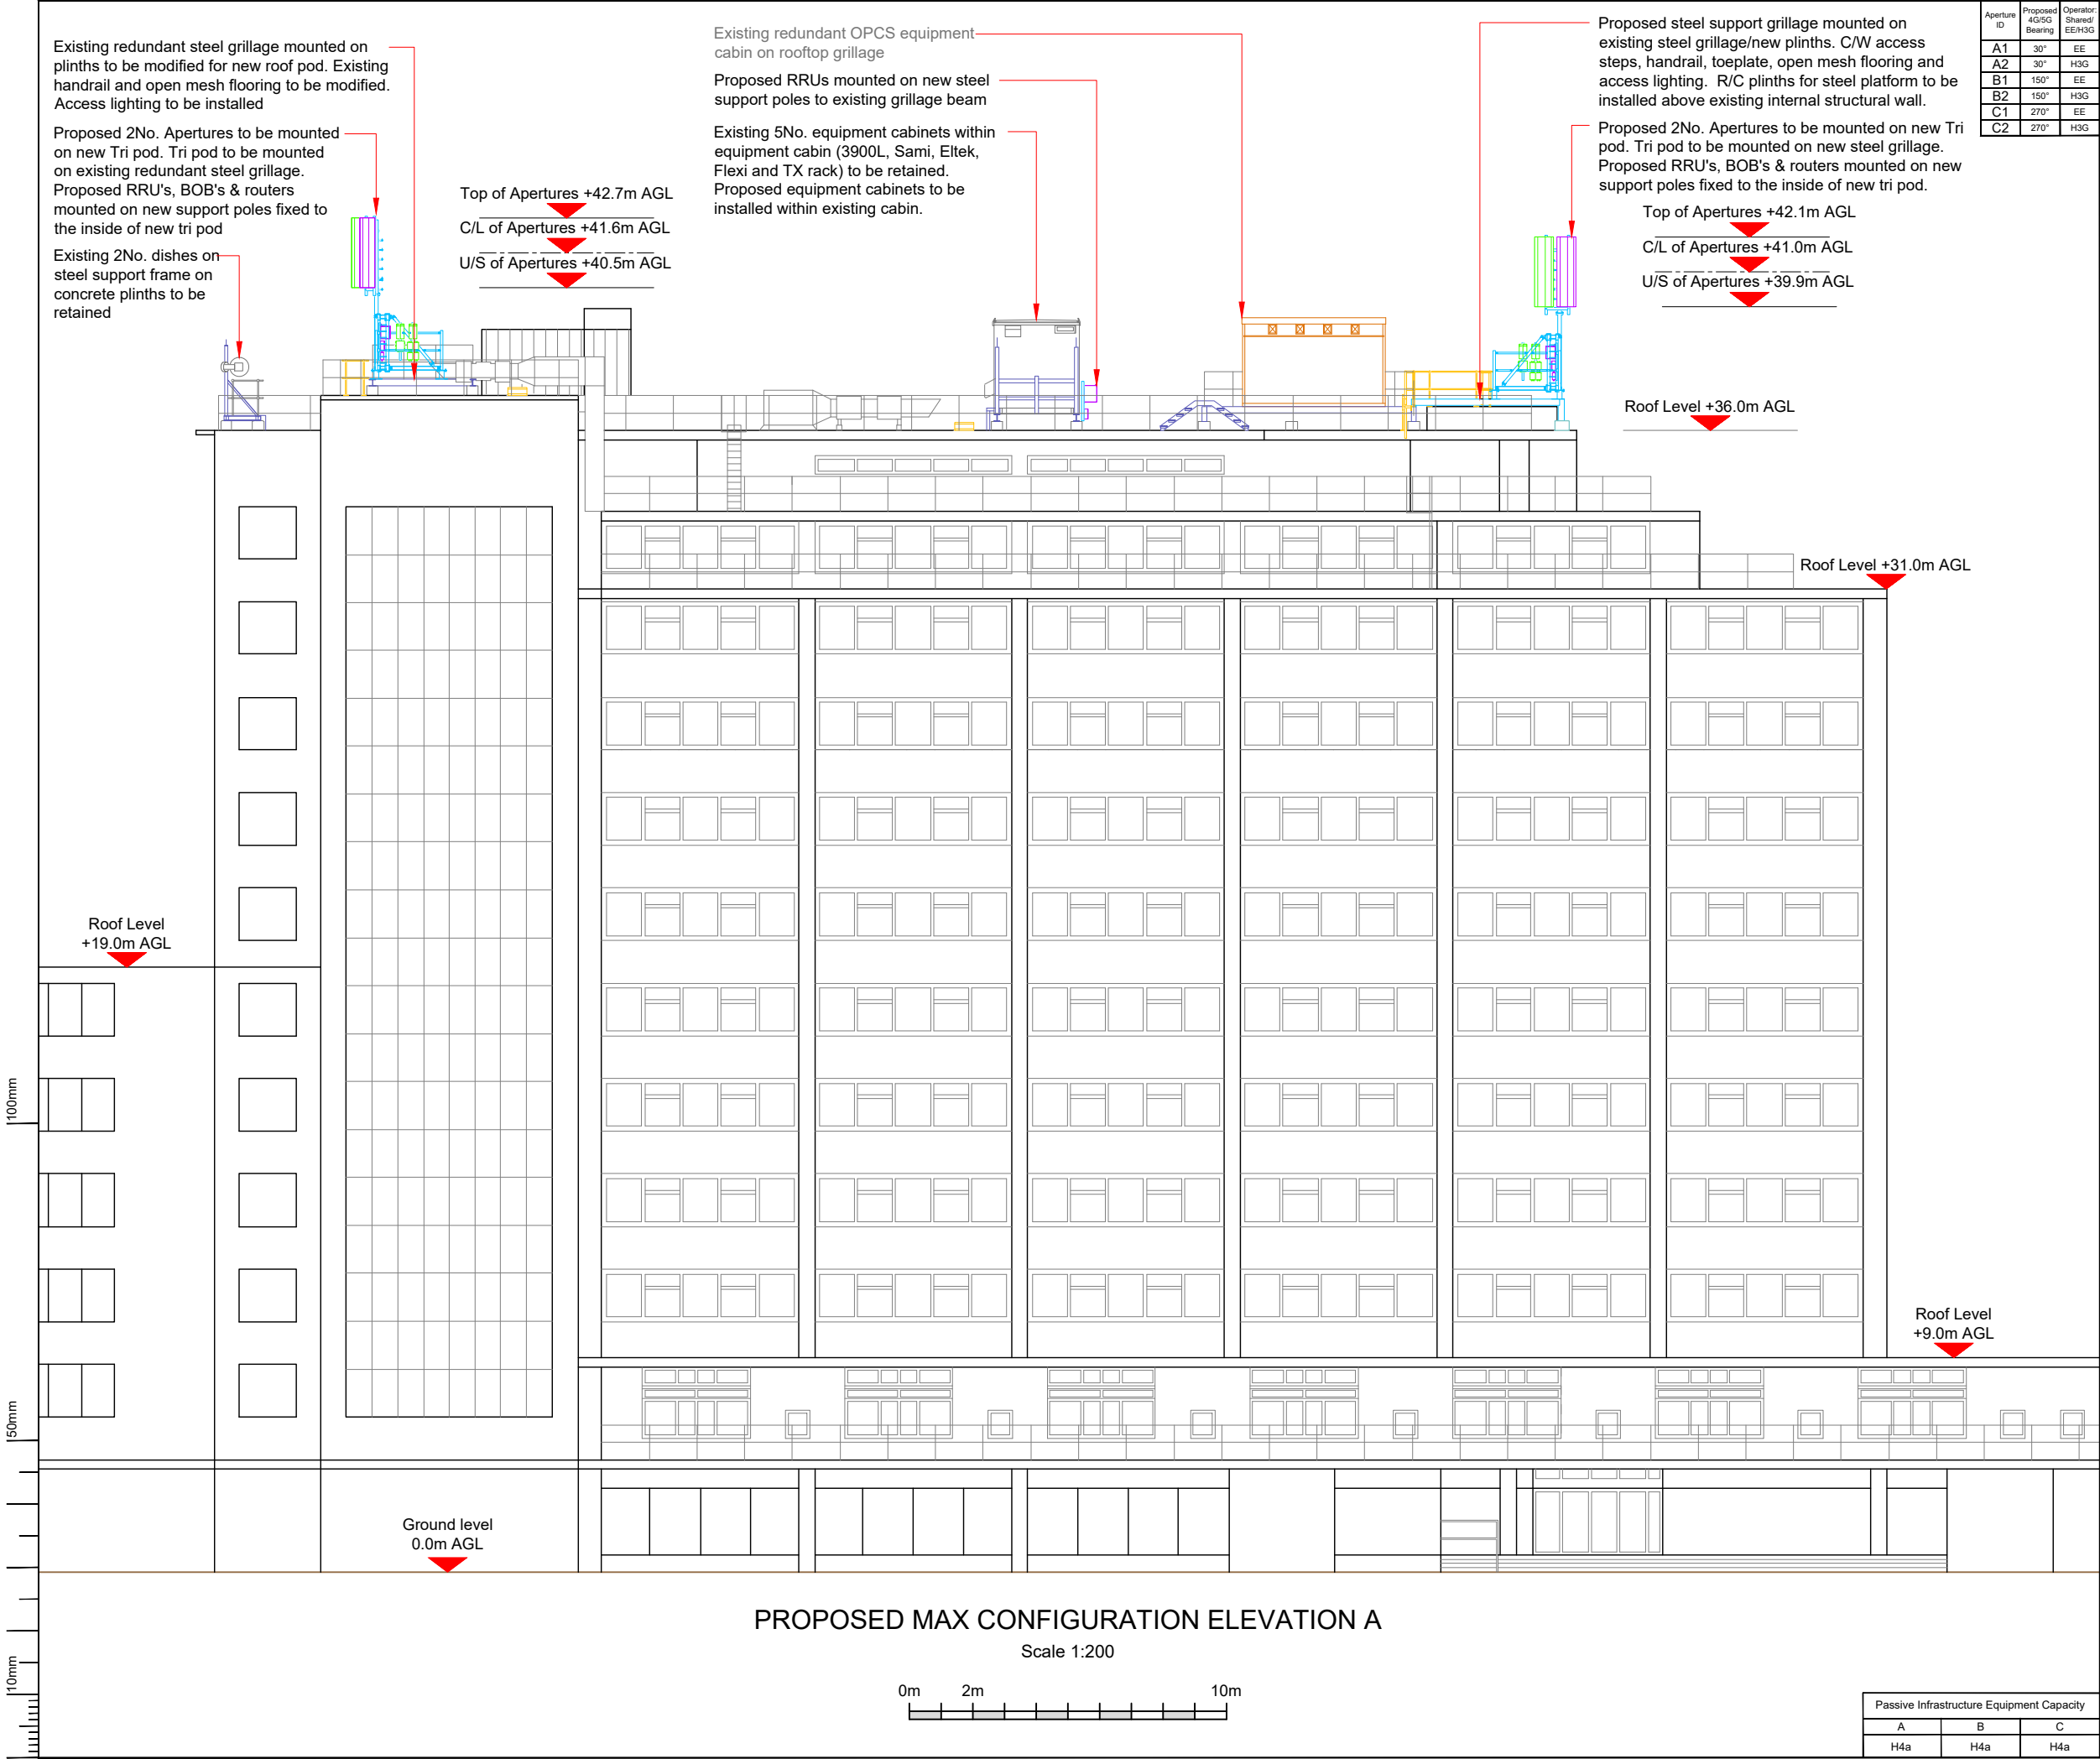 Existing redundant steel grillage mounted on
plinths to be modified for new roof pod. Existing
handrail and open mesh flooring to be modified.
Access lighting to be installed
Proposed 2No. Apertures to be mounted
on new Tri pod. Tri pod to be mounted
on existing redundant steel grillage.
Proposed RRU's, BOB's & routers
mounted on new support poles fixed to
the inside of new tri pod
Existing 2No. dishes on
steel support frame on
concrete plinths to be
retained
Top of Apertures +42.7m AGL
C/L of Apertures +41.6m AGL
U/S of Apertures +40.5m AGL
Existing redundant OPCS equipment
cabin on rooftop grillage
Proposed RRUs mounted on new steel
support poles to existing grillage beam
Existing 5No. equipment cabinets within
equipment cabin (3900L, Sami, Eltek,
Flexi and TX rack) to be retained.
Proposed equipment cabinets to be
installed within existing cabin.
Proposed steel support grillage mounted on
existing steel grillage/new plinths. C/W access
steps, handrail, toeplate, open mesh flooring and
access lighting. R/C plinths for steel platform to be
installed above existing internal structural wall.
Proposed 2No. Apertures to be mounted on new Tri
pod. Tri pod to be mounted on new steel grillage.
Proposed RRU's, BOB's & routers mounted on new
support poles fixed to the inside of new tri pod.
Top of Apertures +42.1m AGL
C/L of Apertures +41.0m AGL
U/S of Apertures +39.9m AGL
Aperture ID Proposed 4G/5G Bearing Operator: Shared/ EE/H3G
A1 30° EE
A2 30° H3G
B1 150° EE
B2 150° H3G
C1 270° EE
C2 270° H3G
Roof Level +36.0m AGL
Roof Level +31.0m AGL
Roof Level
+19.0m AGL
Roof Level
+9.0m AGL
Ground level
0.0m AGL
100mm
50mm
10mm
PROPOSED MAX CONFIGURATION ELEVATION A
Scale 1:200
0m 2m 10m
Passive Infrastructure Equipment Capacity
A B C
H4a H4a H4a